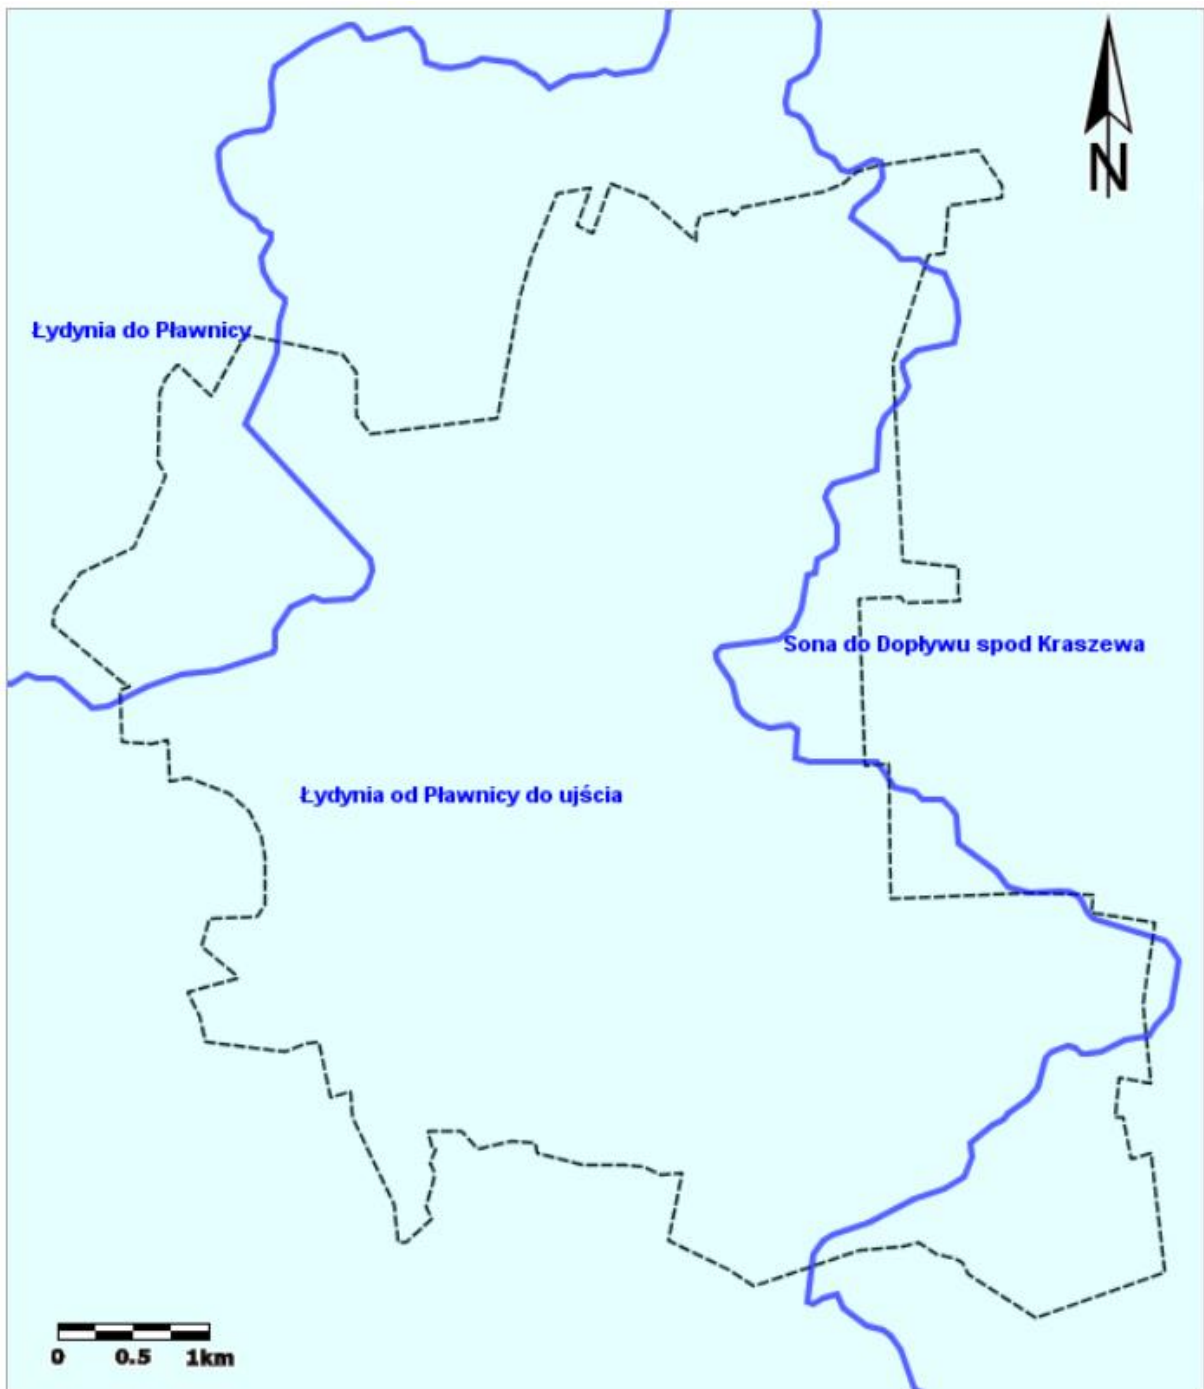 N
Łydynia do Pławnicy
Sona do Dopływu spod Kraszewa
Łydynia od Pławnicy do ujścia
0 0.5 1km